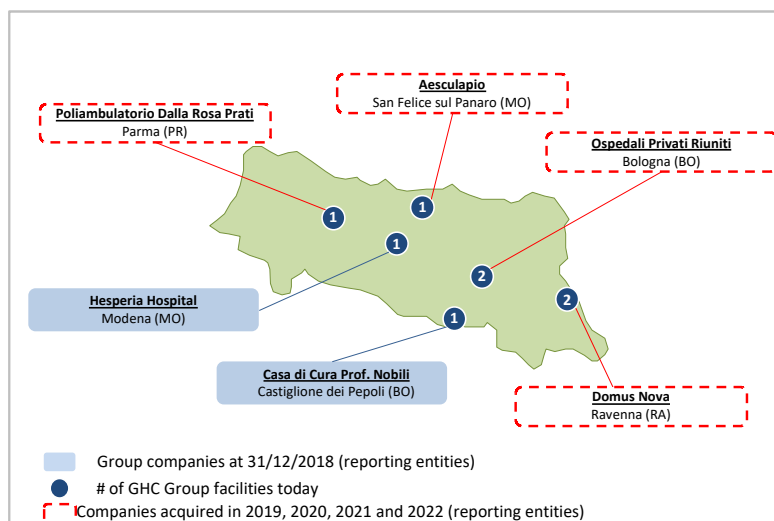 Aesculapio
San Felice sul Panaro (MO)
Poliambulatorio Dalla Rosa Prati
Parma (PR)
Ospedali Privati Riuniti
Bologna (BO)
1
1
1
2
2
1
Hesperia Hospital
Modena (MO)
Casa di Cura Prof. Nobili
Castiglione dei Pepoli (BO)
Domus Nova
Ravenna (RA)
Group companies at 31/12/2018 (reporting entities)
# of GHC Group facilities today
Companies acquired in 2019, 2020, 2021 and 2022 (reporting entities)